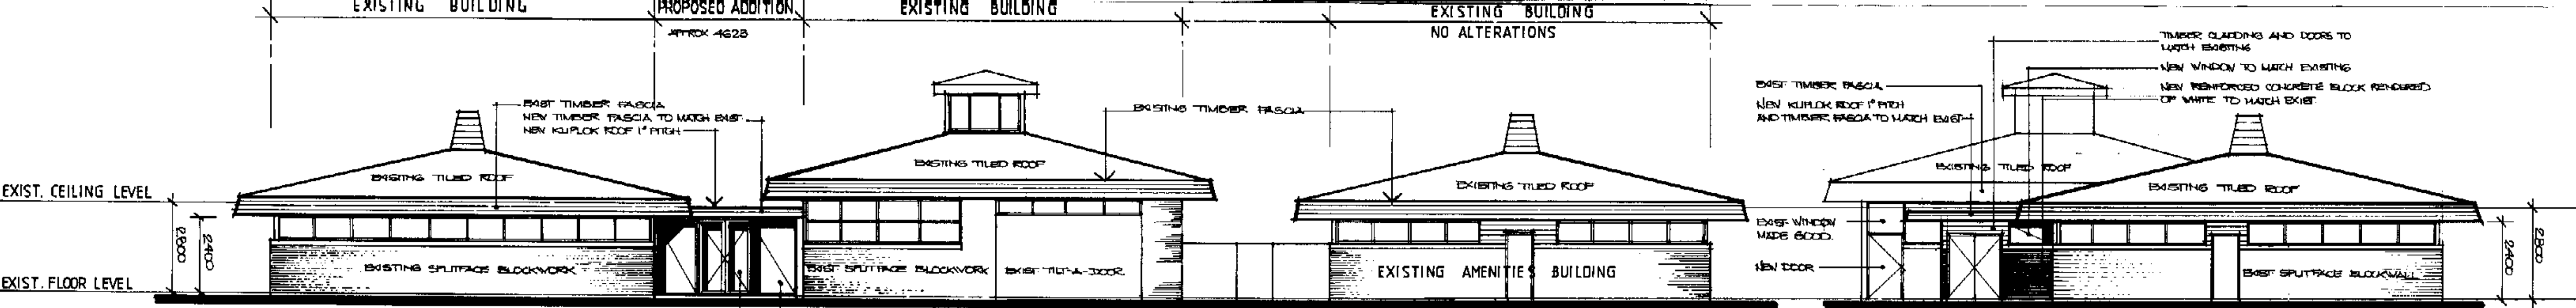 EXISTING BUILDING
PROPOSED ADDITION
EXISTING BUILDING
EXISTING BUILDING
NO ALTERATIONS
APPROX 4628
EXIST TIMBER FASCIA
NEW TIMBER FASCIA TO MATCH EXIST
NEW KLIPLOK ROOF 1° PITCH
EXISTING TIMBER FASCIA
EXISTING TILED ROOF
EXISTING TILED ROOF
EXISTING TILED ROOF
EXIST. CEILING LEVEL
2800
2400
EXIST. FLOOR LEVEL
EXISTING SPLITFACE BLOCKWORK
EXIST SPLITFACE BLOCKWORK
EXIST TILT-A-DOOR
EXISTING AMENITIES BUILDING
TIMBER CLADDING AND DOORS TO
MATCH EXISTING
NEW WINDOW TO MATCH EXISTING
NEW REINFORCED CONCRETE BLOCK RENDERED
OF WHITE TO MATCH EXIST
EXIST TIMBER FASCIA
NEW KLIPLOK ROOF 1° PITCH
AND TIMBER FASCIA TO MATCH EXIST
EXISTING TILED ROOF
EXISTING TILED ROOF
EXIST WINDOW
MADE GOOD.
NEW DOOR
EXIST SPLITFACE BLOCKWALL
2400
2800